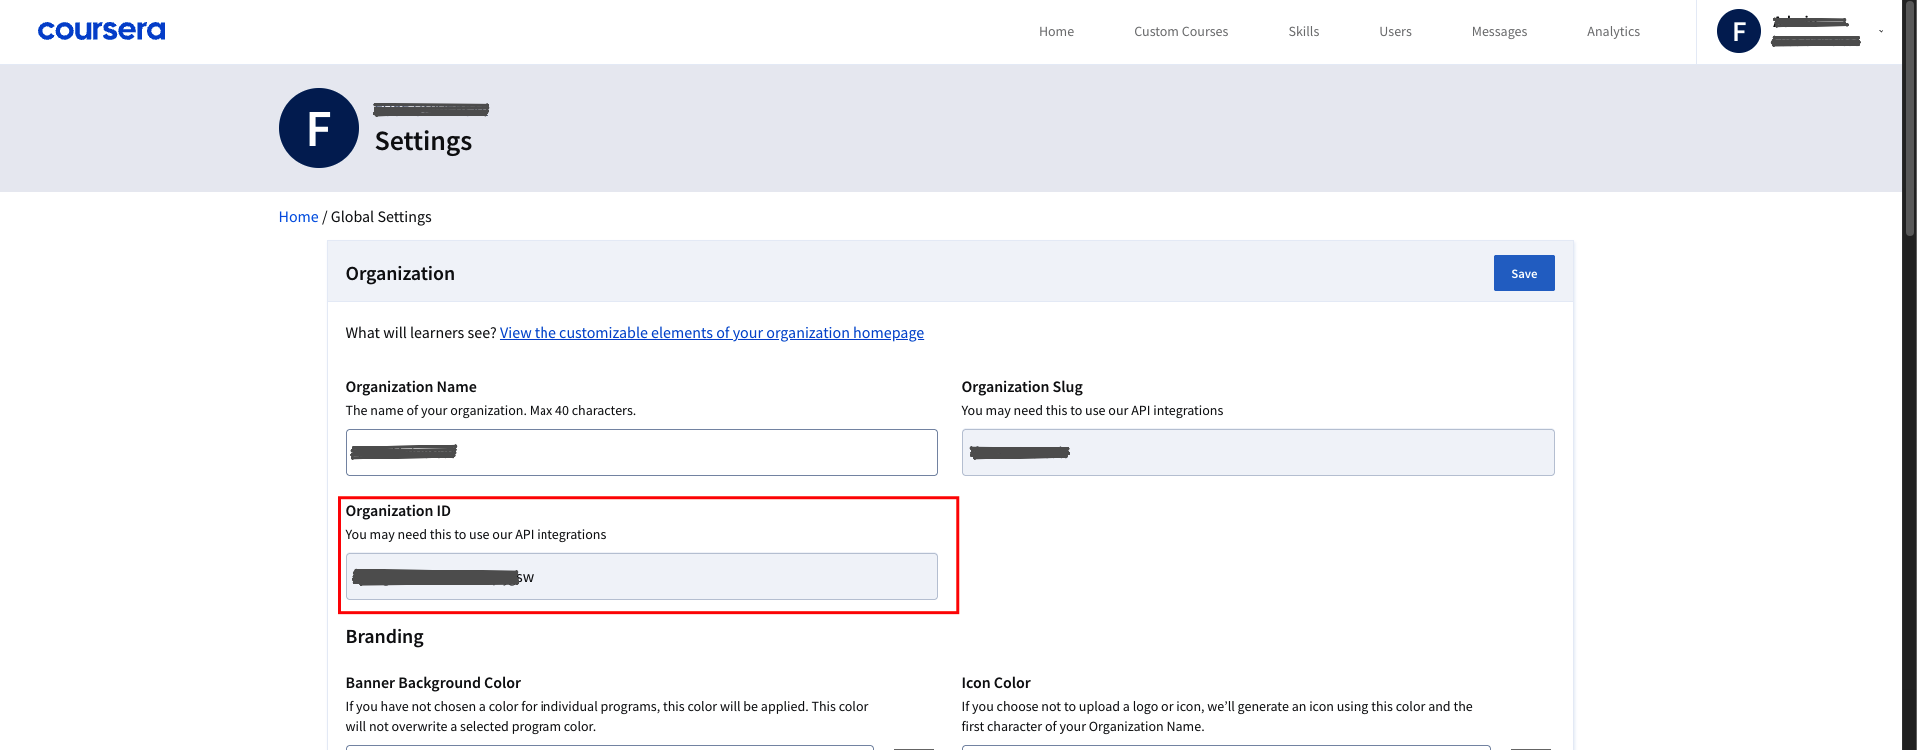 coursera
Home Custom Courses Skills Users Messages Analytics
F
F
Settings
Home / Global Settings
Organization
Save
What will learners see? View the customizable elements of your organization homepage
Organization Name
The name of your organization. Max 40 characters.
Organization Slug
You may need this to use our API integrations
Organization ID
You may need this to use our API integrations
sw
Branding
Banner Background Color
If you have not chosen a color for individual programs, this color will be applied. This color
will not overwrite a selected program color.
Icon Color
If you choose not to upload a logo or icon, we’ll generate an icon using this color and the
first character of your Organization Name.